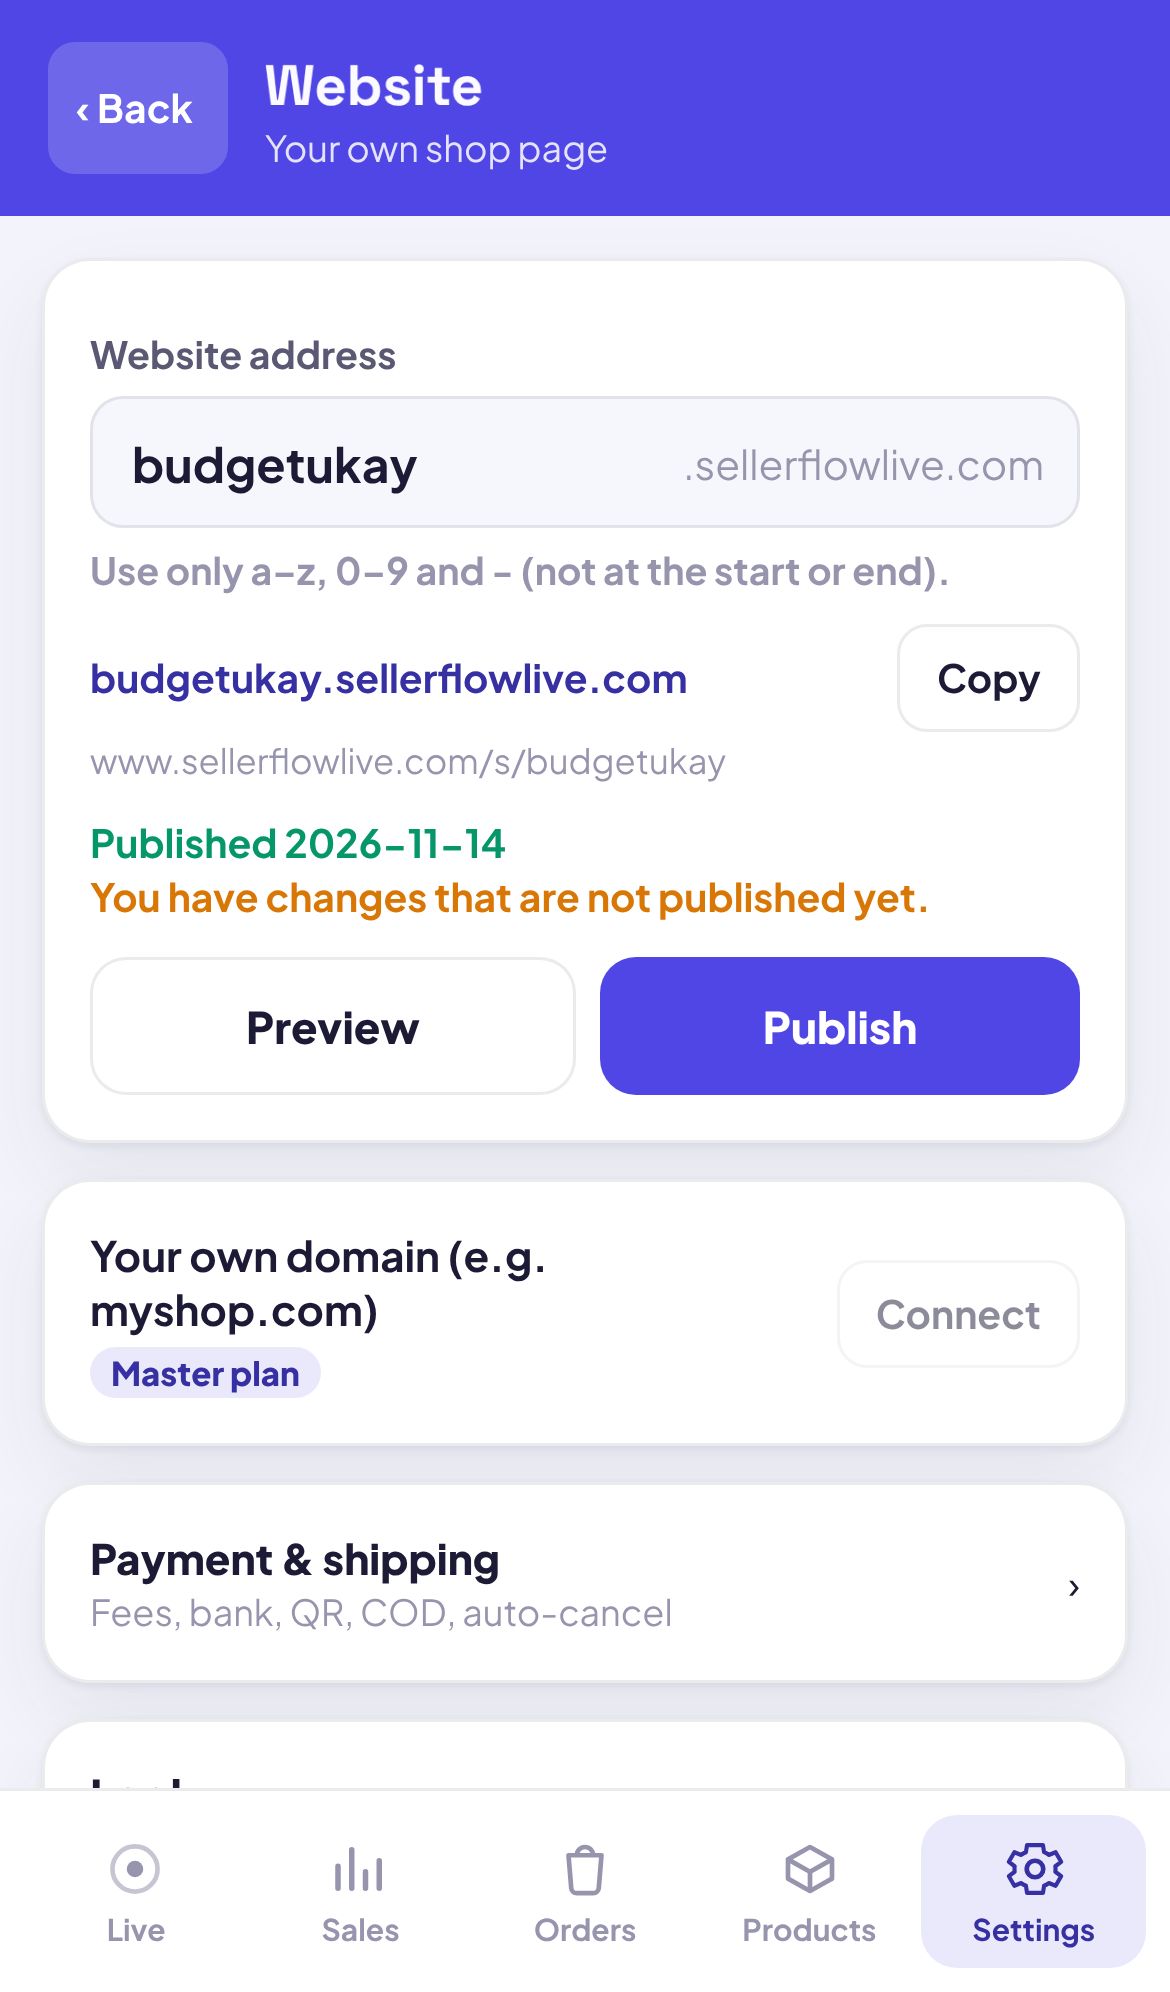 ‹ Back
Website
Your own shop page
Website address
budgetukay
.sellerflowlive.com
Use only a–z, 0–9 and - (not at the start or end).
budgetukay.sellerflowlive.com
Copy
www.sellerflowlive.com/s/budgetukay
Published 2026-11-14
You have changes that are not published yet.
Preview
Publish
Your own domain (e.g.
myshop.com)
Master plan
Connect
Payment & shipping
Fees, bank, QR, COD, auto-cancel
›
Live
Sales
Orders
Products
Settings